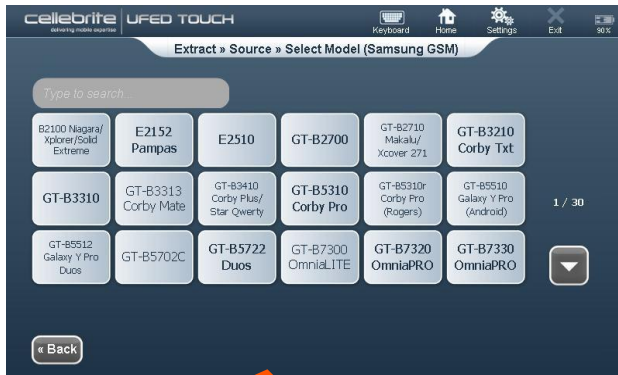 Cellebrite UFED TOUCH
delivering mobile expertise
Keyboard Home Settings Exit 90%
Extract » Source » Select Model (Samsung GSM)
Type to search...
B2100 Niagara/
Xplorer/Solid
Extreme
E2152
Pampas
E2510
GT-B2700
GT-B2710
Makalu/
Xcover 271
GT-B3210
Corby Txt
GT-B3310
GT-B3313
Corby Mate
GT-B3410
Corby Plus/
Star Qwerty
GT-B5310
Corby Pro
GT-B5310r
Corby Pro
(Rogers)
GT-B5510
Galaxy Y Pro
(Android)
1 / 30
GT-B5512
Galaxy Y Pro
Duos
GT-B5702C
GT-B5722
Duos
GT-B7300
OmniaLITE
GT-B7320
OmniaPRO
GT-B7330
OmniaPRO
« Back